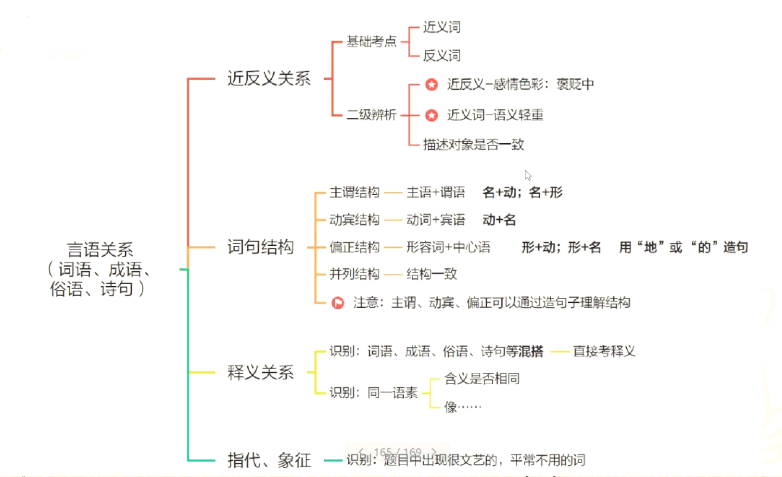 言语关系
（词语、成语、
俗语、诗句）
近反义关系
基础考点
近义词
反义词
二级辨析
近反义-感情色彩：褒贬中
近义词-语义轻重
描述对象是否一致
词句结构
主谓结构 主语+谓语 名+动；名+形
动宾结构 动词+宾语 动+名
偏正结构 形容词+中心语 形+动；形+名 用“地”或“的”造句
并列结构 结构一致
注意：主谓、动宾、偏正可以通过造句子理解结构
释义关系
识别：词语、成语、俗语、诗句等混搭 直接考释义
识别：同一语素
含义是否相同
像……
指代、象征
识别：题目中出现很文艺的，平常不用的词
165 / 169